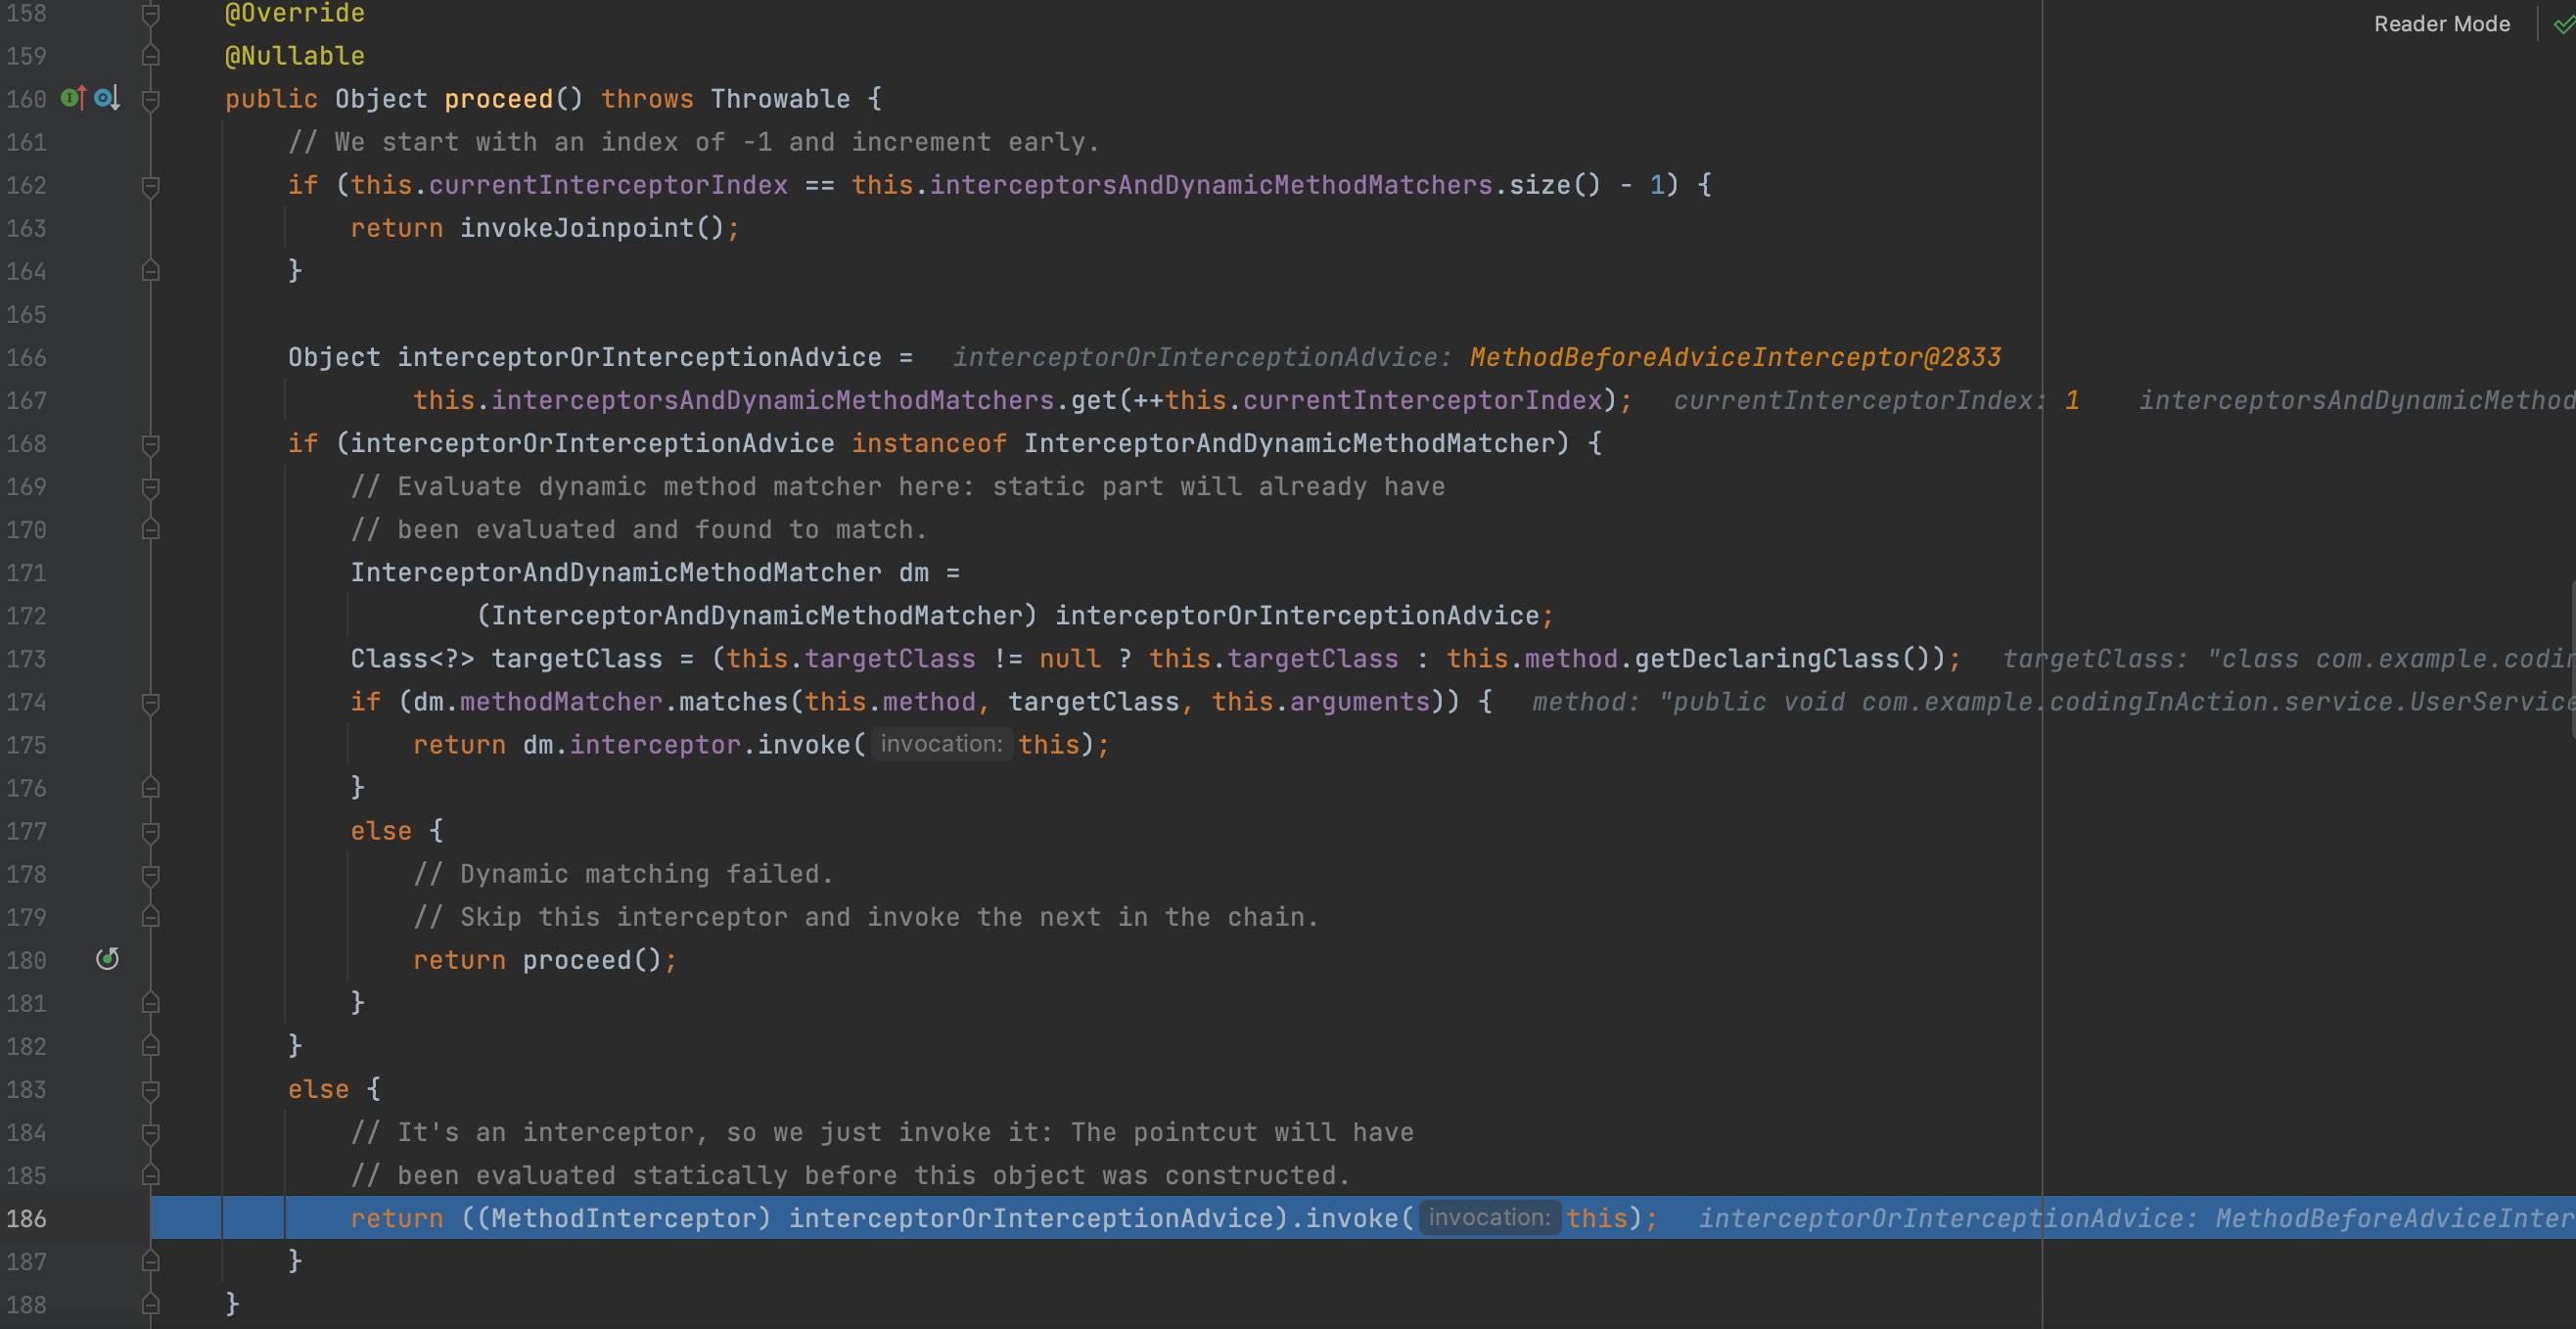 Reader Mode
158 @Override
159 @Nullable
160 public Object proceed() throws Throwable {
161 // We start with an index of -1 and increment early.
162 if (this.currentInterceptorIndex == this.interceptorsAndDynamicMethodMatchers.size() - 1) {
163 return invokeJoinpoint();
164 }
165
166 Object interceptorOrInterceptionAdvice = interceptorOrInterceptionAdvice: MethodBeforeAdviceInterceptor@2833
167 this.interceptorsAndDynamicMethodMatchers.get(++this.currentInterceptorIndex); currentInterceptorIndex: 1 interceptorsAndDynamicMethod
168 if (interceptorOrInterceptionAdvice instanceof InterceptorAndDynamicMethodMatcher) {
169 // Evaluate dynamic method matcher here: static part will already have
170 // been evaluated and found to match.
171 InterceptorAndDynamicMethodMatcher dm =
172 (InterceptorAndDynamicMethodMatcher) interceptorOrInterceptionAdvice;
173 Class<?> targetClass = (this.targetClass != null ? this.targetClass : this.method.getDeclaringClass()); targetClass: "class com.example.codin
174 if (dm.methodMatcher.matches(this.method, targetClass, this.arguments)) { method: "public void com.example.codingInAction.service.UserService
175 return dm.interceptor.invoke( invocation: this);
176 }
177 else {
178 // Dynamic matching failed.
179 // Skip this interceptor and invoke the next in the chain.
180 return proceed();
181 }
182 }
183 else {
184 // It's an interceptor, so we just invoke it: The pointcut will have
185 // been evaluated statically before this object was constructed.
186 return ((MethodInterceptor) interceptorOrInterceptionAdvice).invoke( invocation: this); interceptorOrInterceptionAdvice: MethodBeforeAdviceInter
187 }
188 }